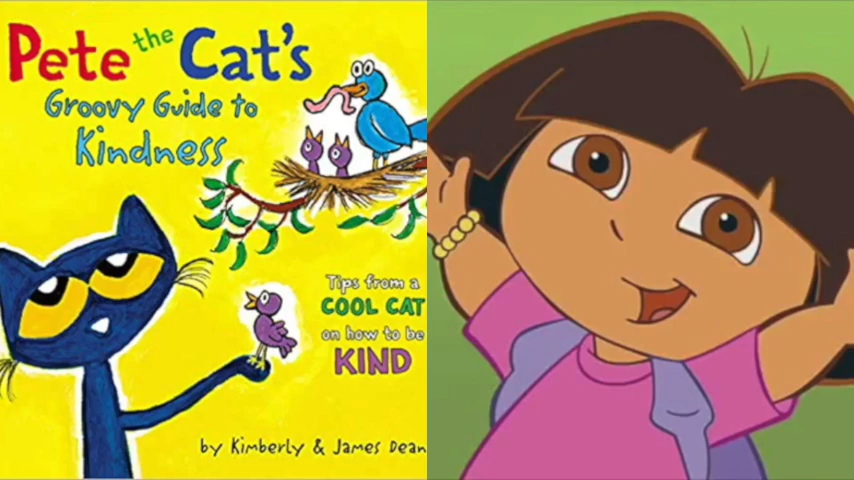 Pete the Cat's
Groovy Guide to
Kindness
Tips from a
COOL CAT
on how to be
KIND
by Kimberly & James Dean